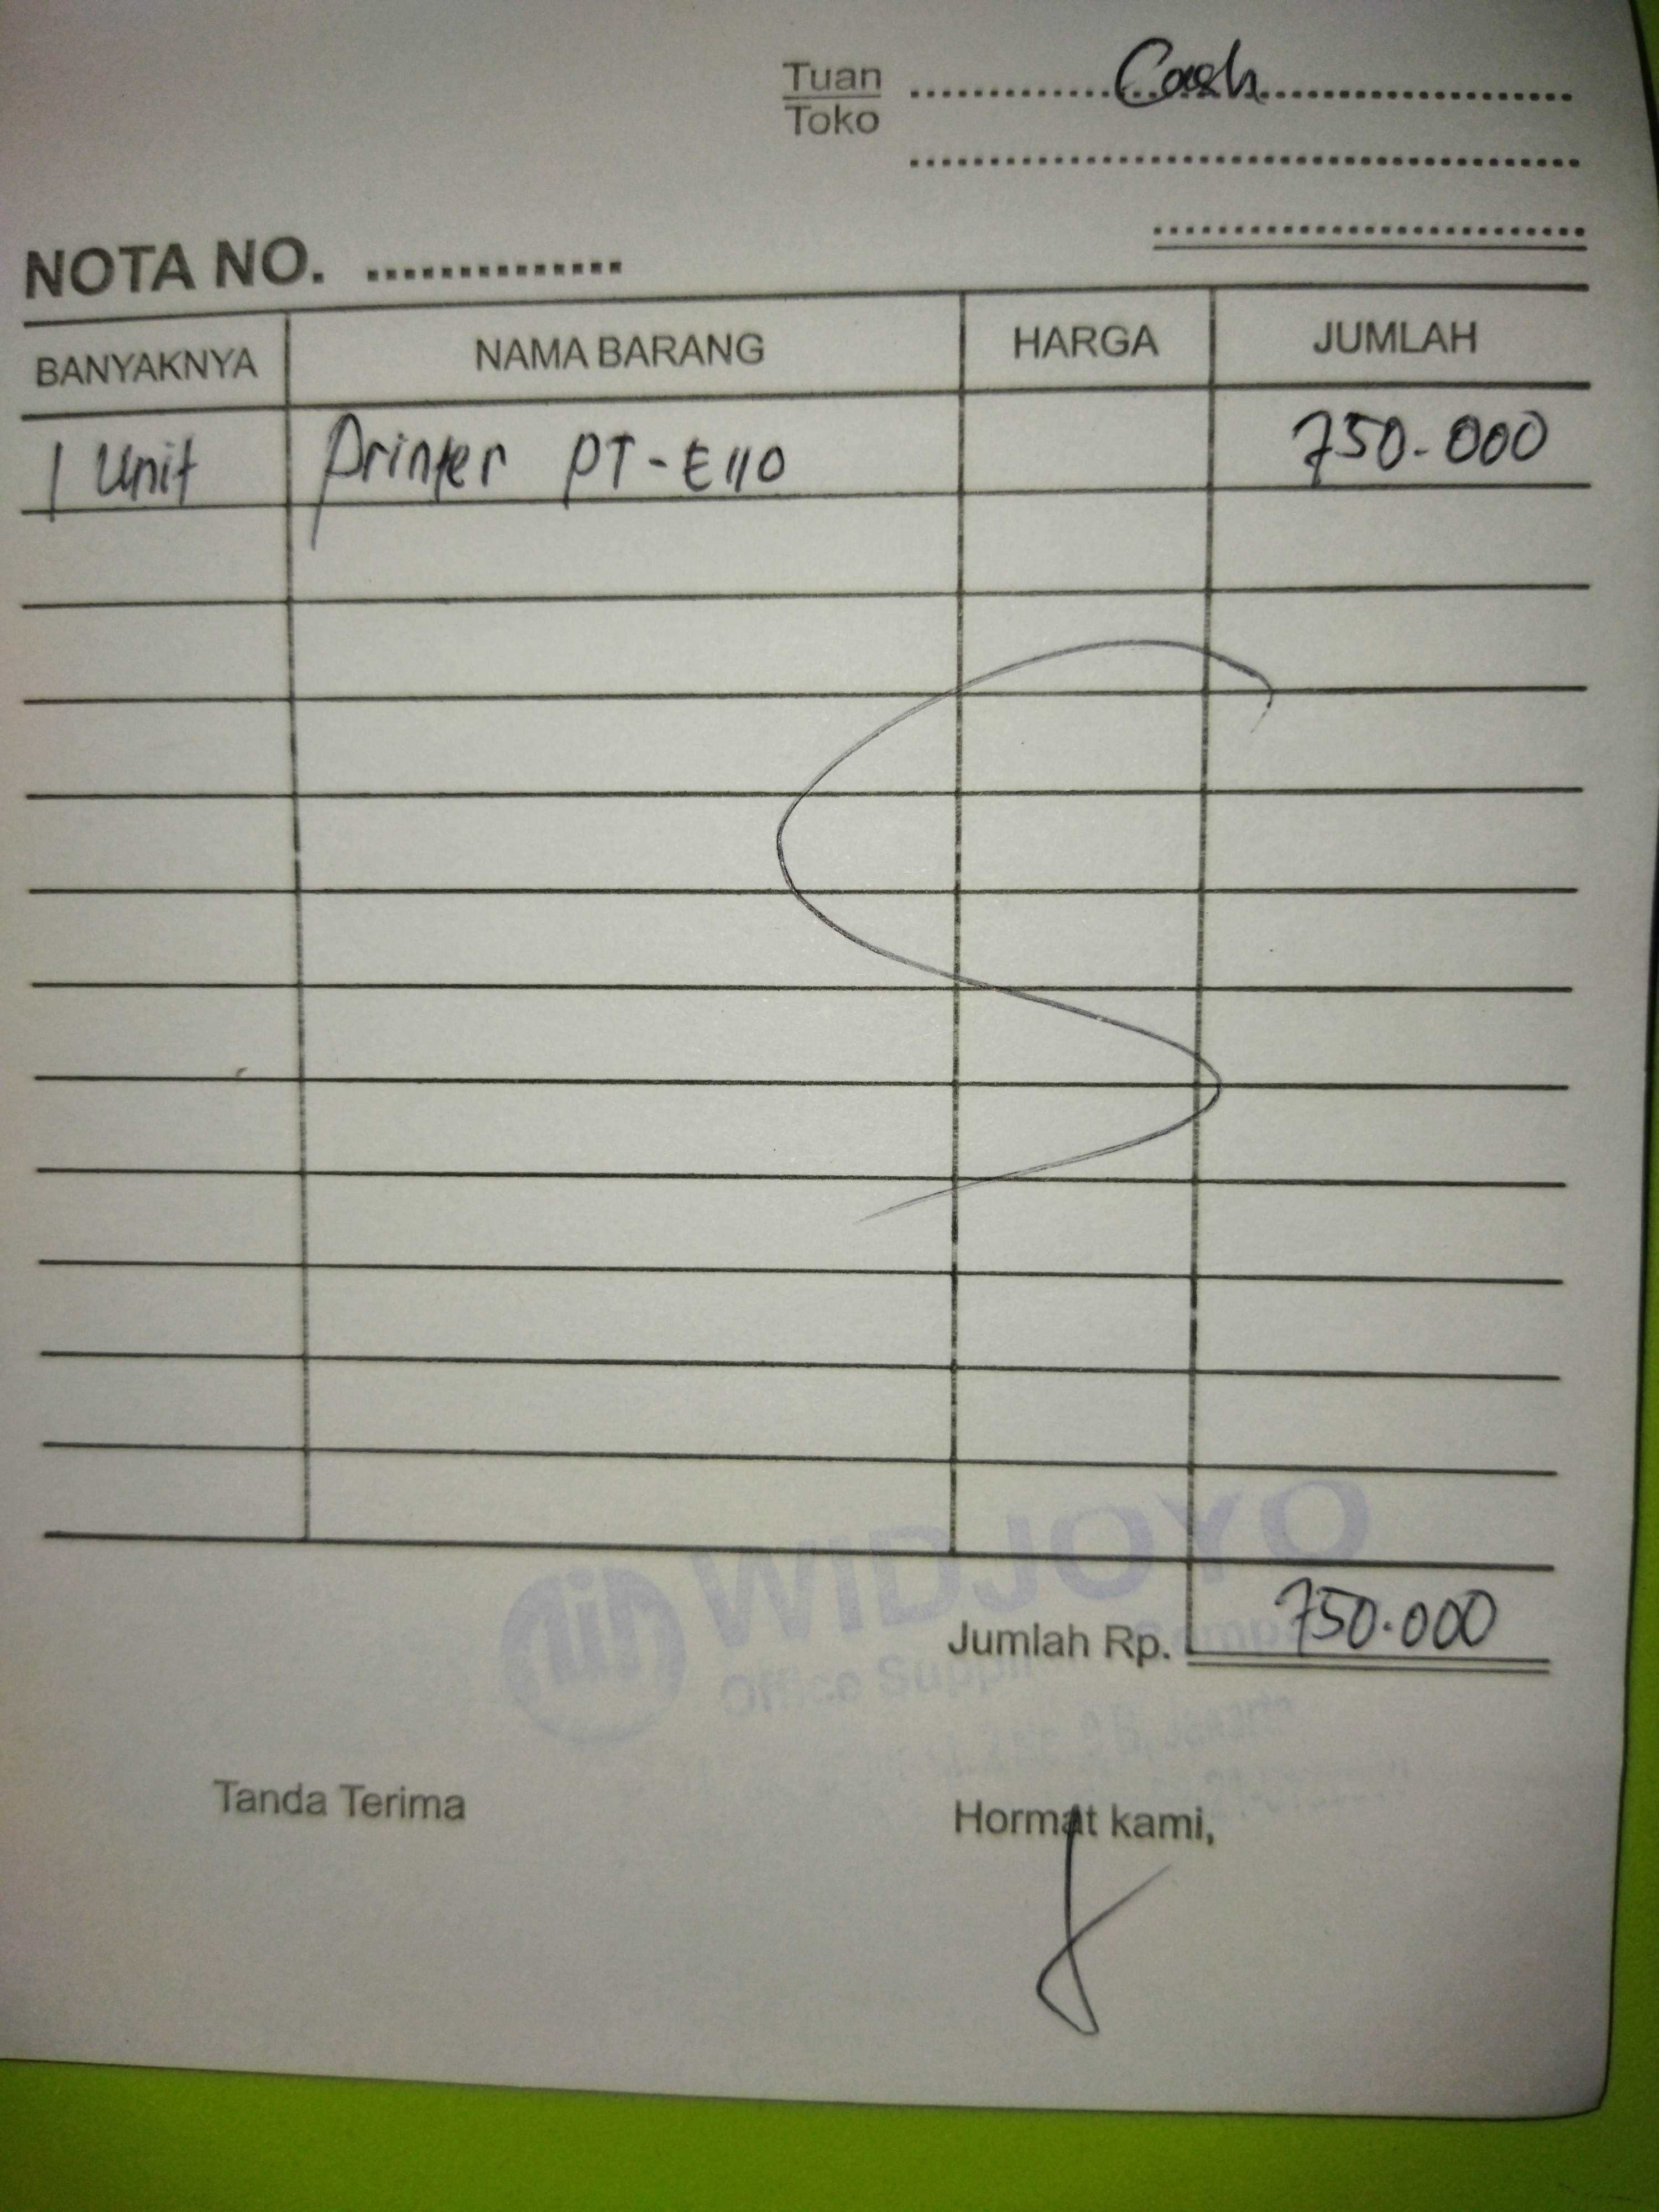 Tuan Cash
Toko
NOTA NO.
BANYAKNYA NAMA BARANG HARGA JUMLAH
1 Unit Printer PT-E110 750.000
WIDJOYO
Jumlah Rp. 750.000
Office
Tanda Terima Hormat kami,